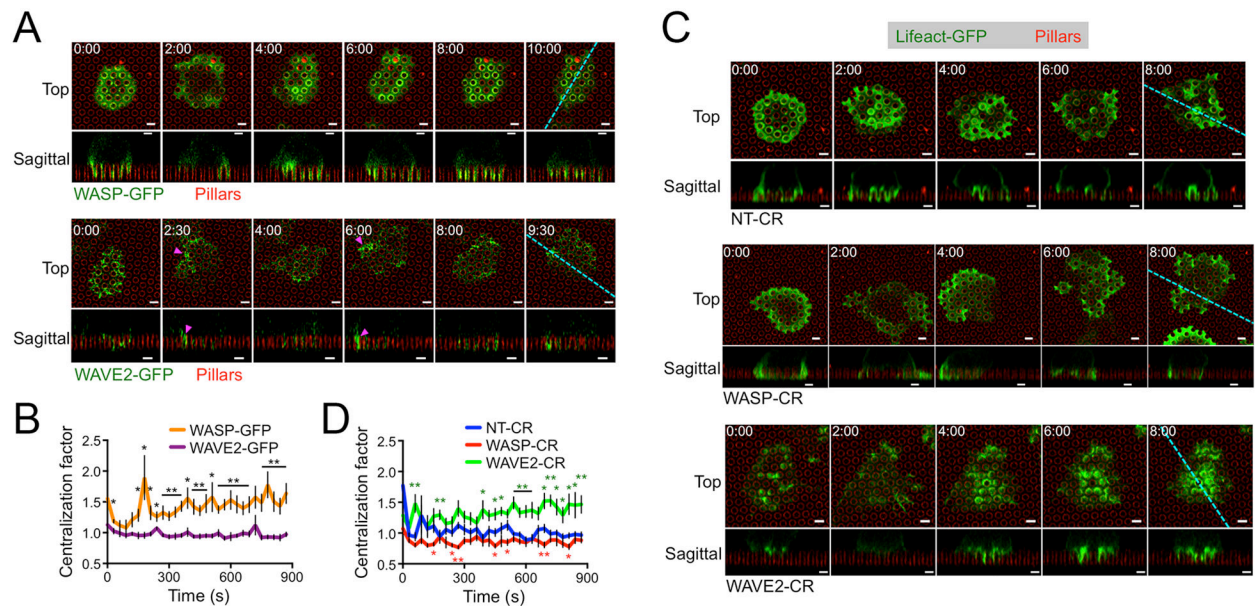 A
0:00 2:00 4:00 6:00 8:00 10:00
Top
Sagittal
WASP-GFP Pillars
0:00 2:30 4:00 6:00 8:00 9:30
Top
Sagittal
WAVE2-GFP Pillars
B
WASP-GFP
WAVE2-GFP
Centralization factor
2.5
2.0
1.5
1.0
0.5
* * * * * ** * ** * ** **
0 300 600 900
Time (s)
D
NT-CR
WASP-CR
WAVE2-CR
Centralization factor
2.5
2.0
1.5
1.0
0.5
0 300 600 900
Time (s)
C
Lifeact-GFP Pillars
0:00 2:00 4:00 6:00 8:00
Top
Sagittal
NT-CR
0:00 2:00 4:00 6:00 8:00
Top
Sagittal
WASP-CR
0:00 2:00 4:00 6:00 8:00
Top
Sagittal
WAVE2-CR